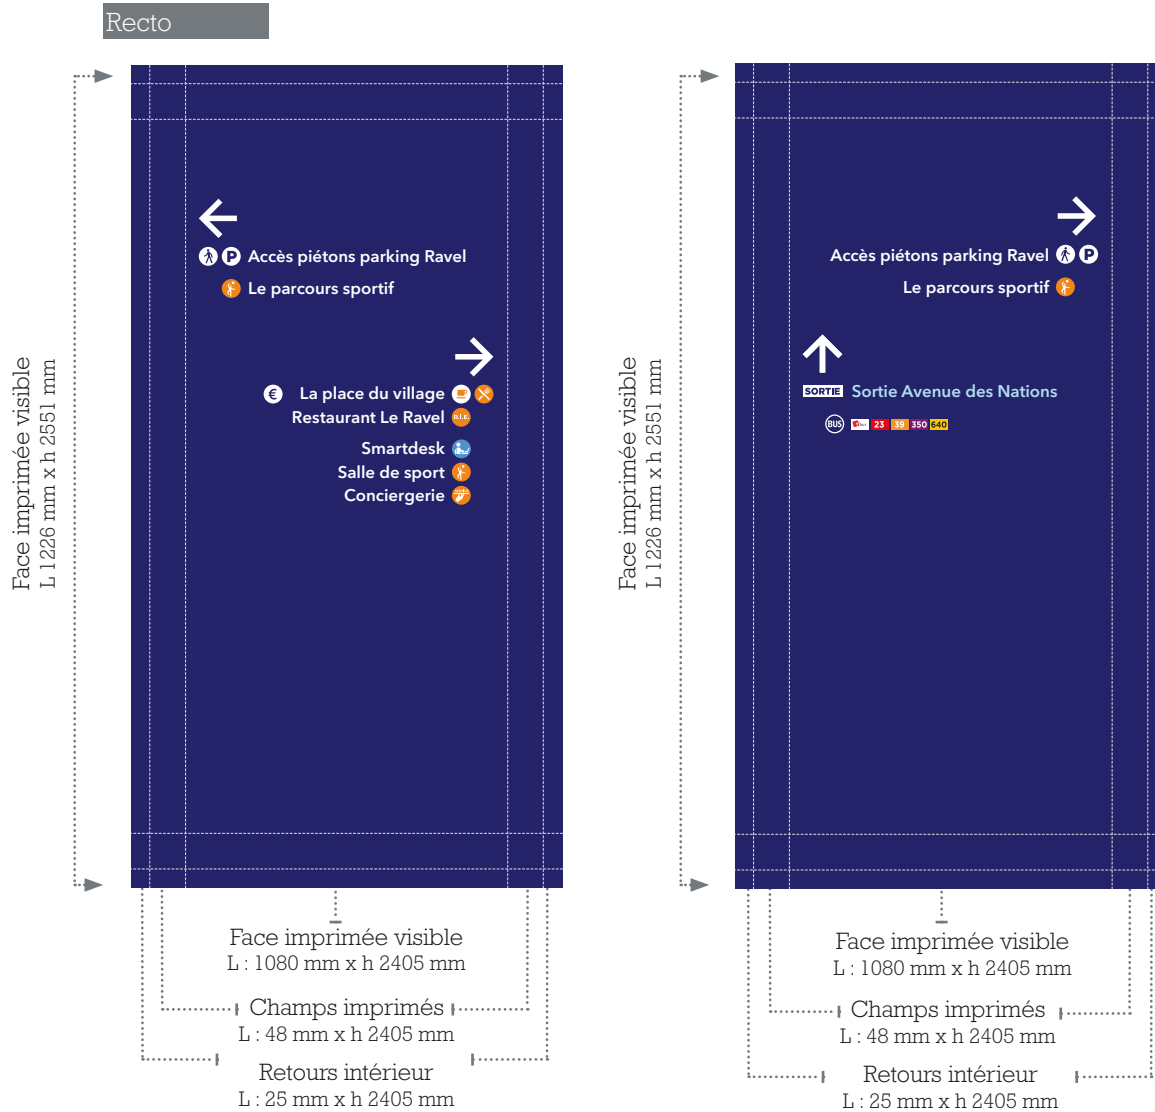 Recto
Face imprimée visible
L 1226 mm x h 2551 mm
P Accès piétons parking Ravel
Le parcours sportif
€ La place du village
Restaurant Le Ravel R.I.E.
Smartdesk
Salle de sport
Conciergerie
Face imprimée visible
L : 1080 mm x h 2405 mm
Champs imprimés
L : 48 mm x h 2405 mm
Retours intérieur
L : 25 mm x h 2405 mm
Face imprimée visible
L 1226 mm x h 2551 mm
Accès piétons parking Ravel P
Le parcours sportif
SORTIE Sortie Avenue des Nations
BUS 23 39 350 640
Face imprimée visible
L : 1080 mm x h 2405 mm
Champs imprimés
L : 48 mm x h 2405 mm
Retours intérieur
L : 25 mm x h 2405 mm